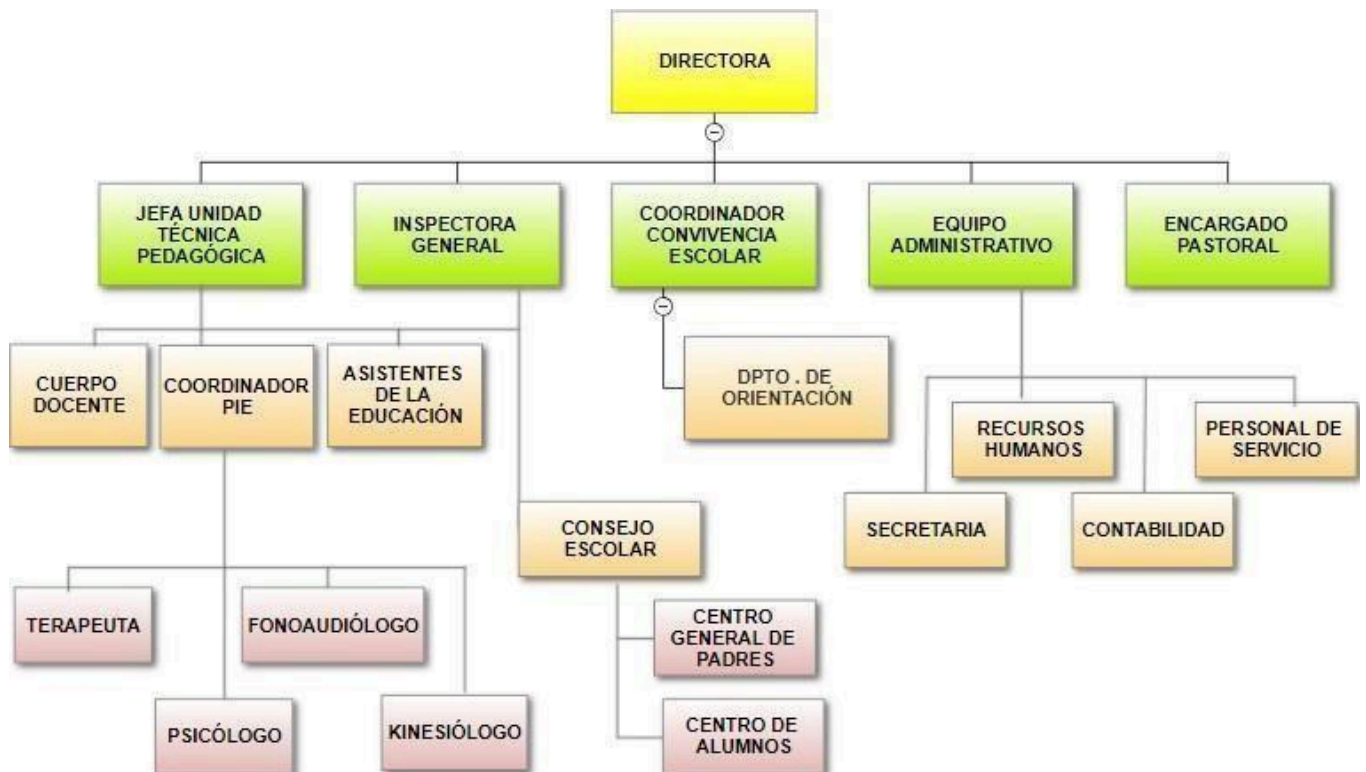 DIRECTORA
JEFA UNIDAD
TÉCNICA
PEDAGÓGICA
INSPECTORA
GENERAL
COORDINADOR
CONVIVENCIA
ESCOLAR
EQUIPO
ADMINISTRATIVO
ENCARGADO
PASTORAL
CUERPO
DOCENTE
COORDINADOR
PIE
ASISTENTES
DE LA
EDUCACIÓN
DPTO . DE
ORIENTACIÓN
RECURSOS
HUMANOS
PERSONAL DE
SERVICIO
SECRETARIA
CONTABILIDAD
CONSEJO
ESCOLAR
TERAPEUTA
FONOAUDIÓLOGO
CENTRO
GENERAL DE
PADRES
PSICÓLOGO
KINESIÓLOGO
CENTRO DE
ALUMNOS